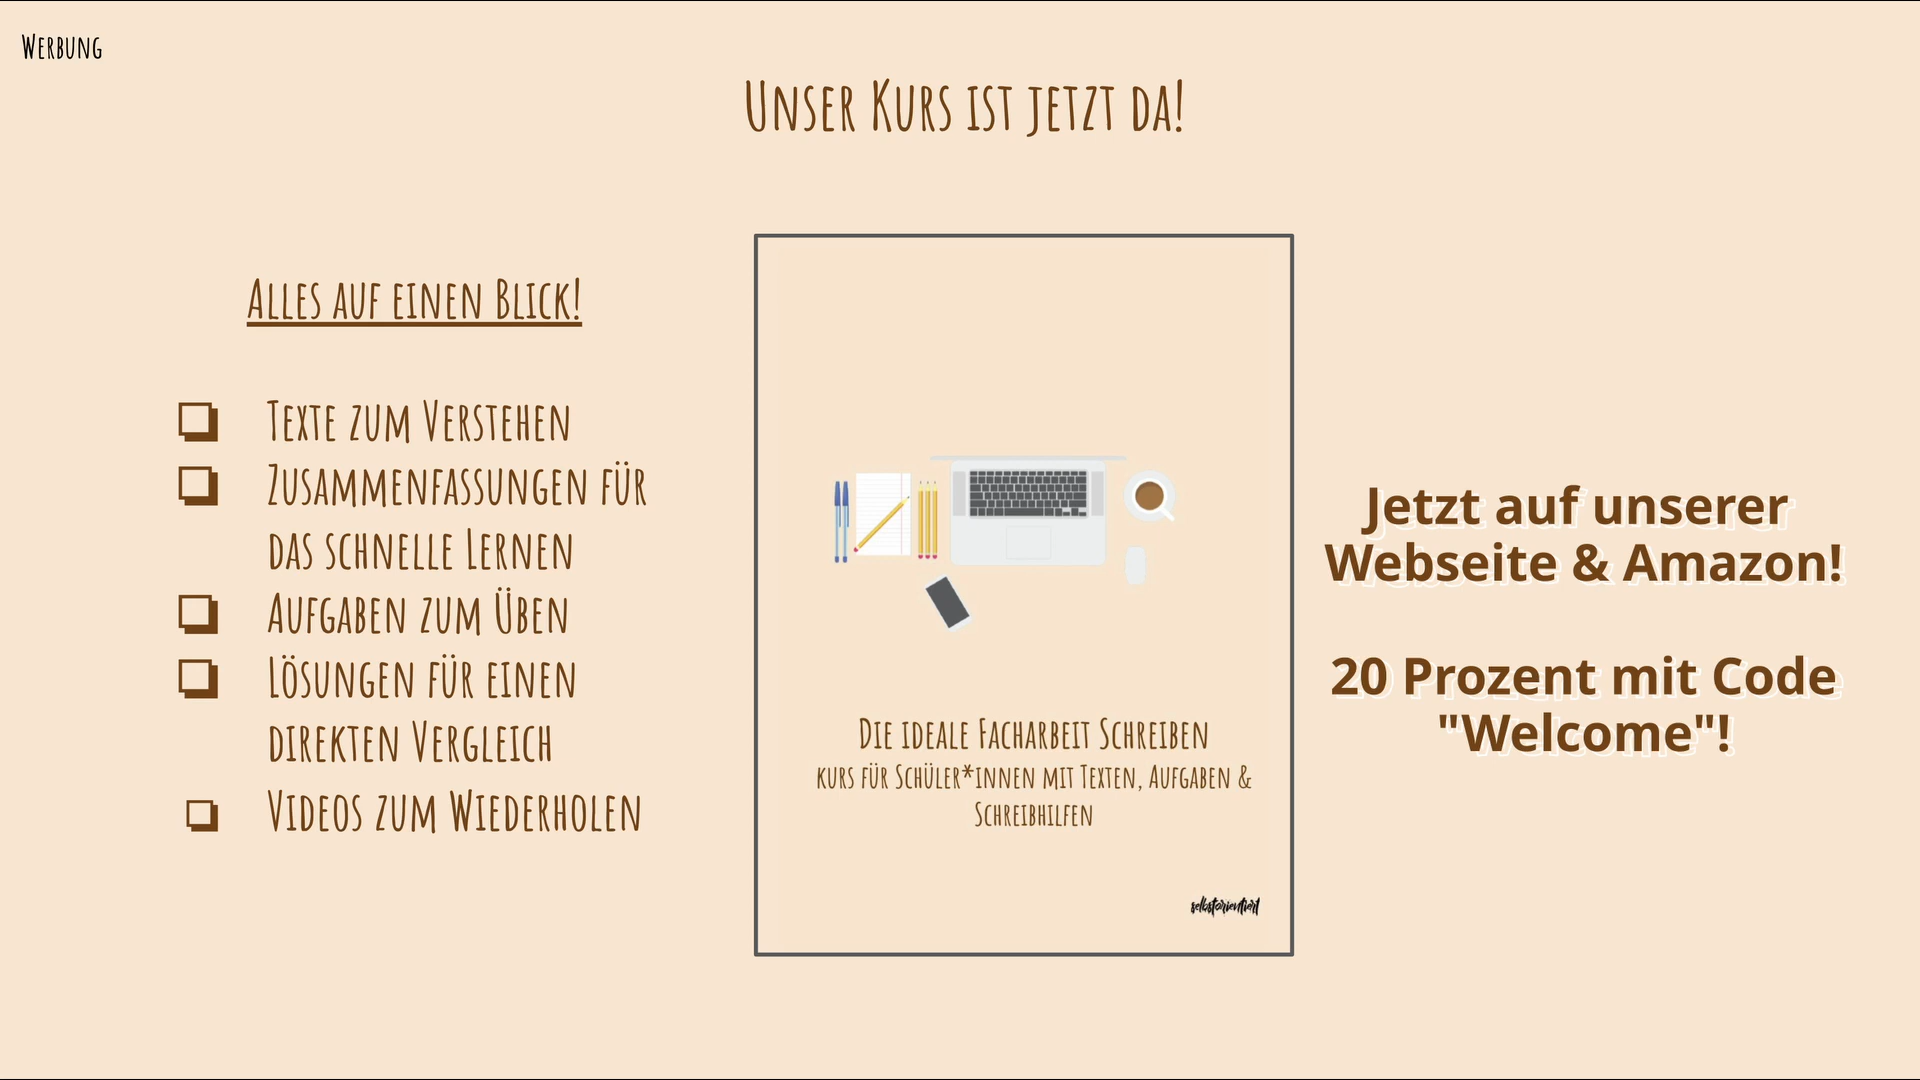 Werbung
Unser Kurs ist jetzt da!
Alles auf einen Blick!
Texte zum Verstehen
Zusammenfassungen für
das schnelle Lernen
Aufgaben zum Üben
Lösungen für einen
direkten Vergleich
Videos zum Wiederholen
Die ideale Facharbeit Schreiben
kurs für Schüler*innen mit Texten, Aufgaben &
Schreibhilfen
selbstorientiert
Jetzt auf unserer
Webseite & Amazon!
20 Prozent mit Code
"Welcome"!